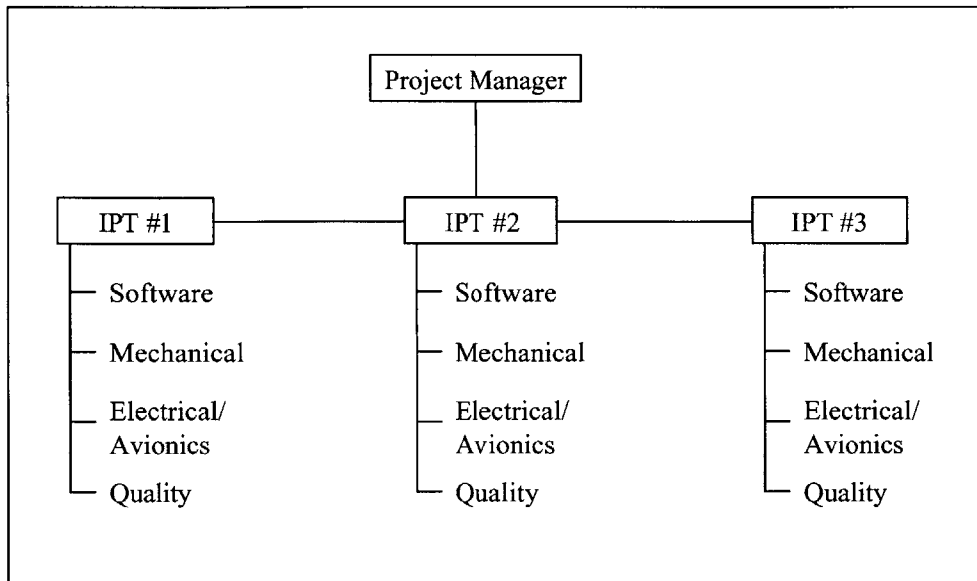 Project Manager
IPT #1
IPT #2
IPT #3
Software
Mechanical
Electrical/
Avionics
Quality
Software
Mechanical
Electrical/
Avionics
Quality
Software
Mechanical
Electrical/
Avionics
Quality